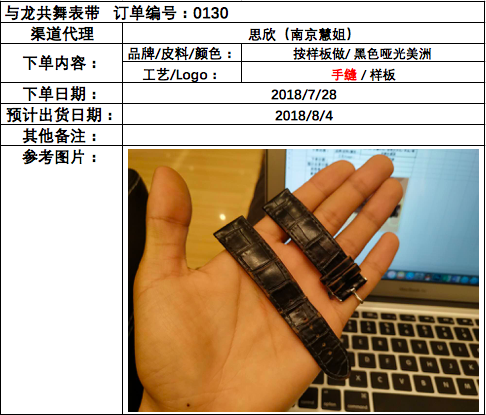 与龙共舞表带 订单编号：0130
渠道代理 思欣（南京慧姐）
下单内容： 品牌/皮料/颜色： 按样板做/ 黑色哑光美洲
工艺/Logo： 手缝 / 样板
下单日期： 2018/7/28
预计出货日期： 2018/8/4
其他备注：
参考图片：